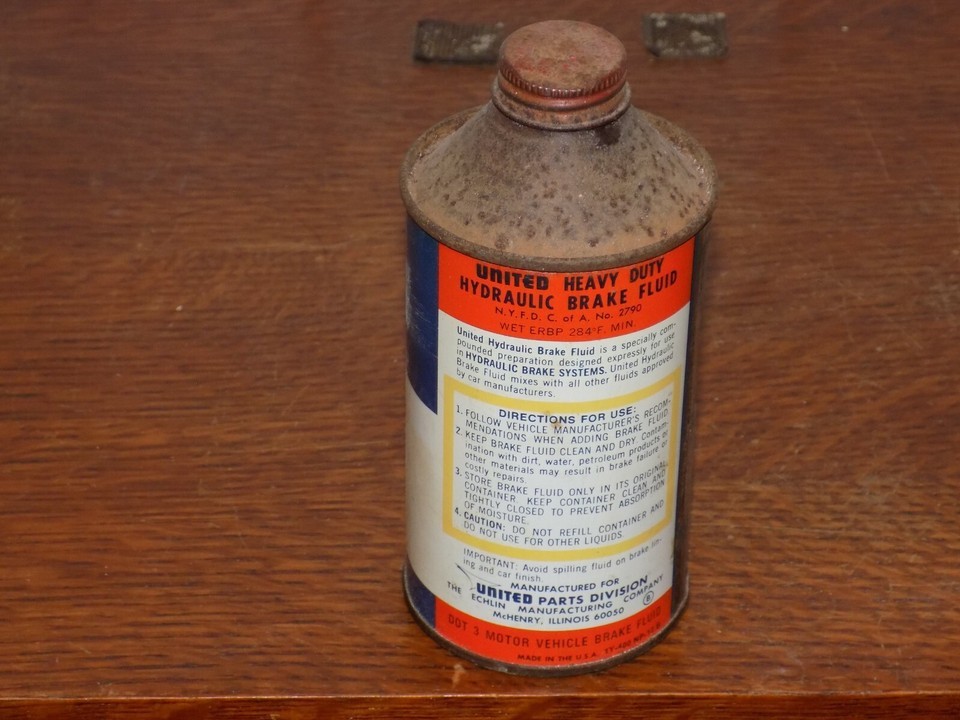 UNITED HEAVY DUTY
HYDRAULIC BRAKE FLUID
N.Y.F.D. C. of A. No. 2790
WET ERBP 284°F. MIN.
United Hydraulic Brake Fluid is a specially com-
pounded preparation designed expressly for use
in HYDRAULIC BRAKE SYSTEMS. United Hydraulic
Brake Fluid mixes with all other fluids approved
by car manufacturers.
DIRECTIONS FOR USE:
1. FOLLOW VEHICLE MANUFACTURER'S RECOM-
MENDATIONS WHEN ADDING BRAKE FLUID.
2. KEEP BRAKE FLUID CLEAN AND DRY. Contam-
ination with dirt, water, petroleum products or
other materials may result in brake failure or
costly repairs.
3. STORE BRAKE FLUID ONLY IN ITS ORIGINAL
CONTAINER. KEEP CONTAINER CLEAN AND
TIGHTLY CLOSED TO PREVENT ABSORPTION
OF MOISTURE.
4. CAUTION: DO NOT REFILL CONTAINER AND
DO NOT USE FOR OTHER LIQUIDS.
IMPORTANT: Avoid spilling fluid on brake lin-
ing and car finish.
MANUFACTURED FOR
UNITED PARTS DIVISION
THE ECHLIN MANUFACTURING COMPANY
McHENRY, ILLINOIS 60050
DOT 3 MOTOR VEHICLE BRAKE FLUID
MADE IN THE U.S.A.